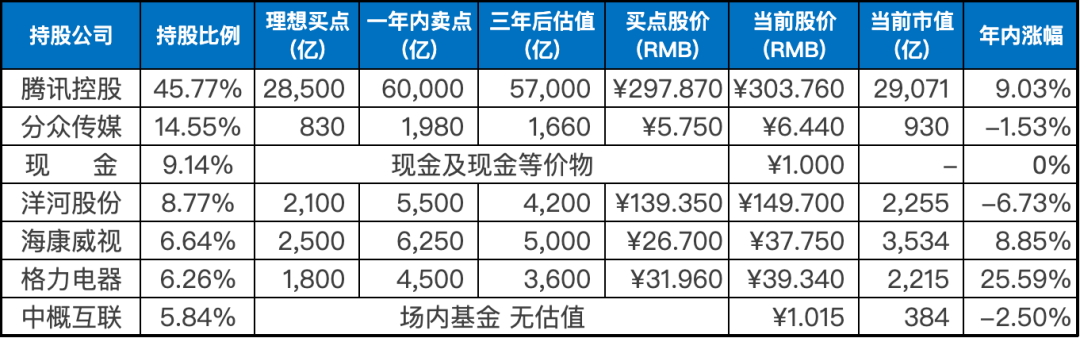 持股公司 持股比例 理想买点(亿) 一年内卖点(亿) 三年后估值(亿) 买点股价(RMB) 当前股价(RMB) 当前市值(亿) 年内涨幅
腾讯控股 45.77% 28,500 60,000 57,000 ¥297.870 ¥303.760 29,071 9.03%
分众传媒 14.55% 830 1,980 1,660 ¥5.750 ¥6.440 930 –1.53%
现 金 9.14% 现金及现金等价物 ¥1.000 – 0%
洋河股份 8.77% 2,100 5,500 4,200 ¥139.350 ¥149.700 2,255 –6.73%
海康威视 6.64% 2,500 6,250 5,000 ¥26.700 ¥37.750 3,534 8.85%
格力电器 6.26% 1,800 4,500 3,600 ¥31.960 ¥39.340 2,215 25.59%
中概互联 5.84% 场内基金 无估值 ¥1.015 384 –2.50%